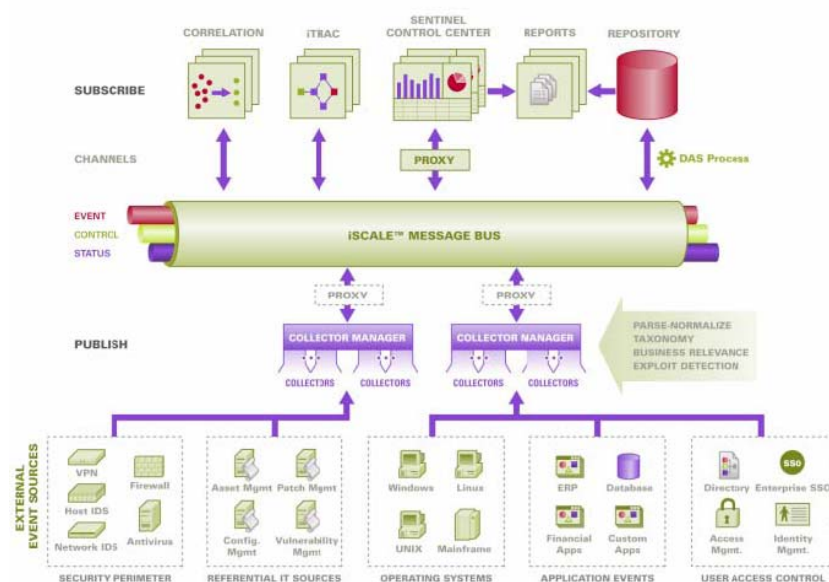 CORRELATION
iTRAC
SENTINEL
CONTROL CENTER
REPORTS
REPOSITORY
SUBSCRIBE
CHANNELS
PROXY
DAS Process
EVENT
CONTROL
STATUS
iSCALE™ MESSAGE BUS
PROXY
PROXY
PUBLISH
COLLECTOR MANAGER
COLLECTOR NANAGER
COLLECT3RS
COLLECTORS
COLLECTORS
COLLECTORS
PARSE-NORMALIZE
TAXONOMY
BUSINESS RELEVANCE
EXPLOIT DETECTION
EXTERNAL
EVENT SOURCES
VPN
Firewall
Host IDS
Antivirus
Network IDS
SECURITY PERIMETER
Asset Mgmt
Patch Mgmt
Config.
Mgmt
Vulnerability
Mgmt
REFERENTIAL IT SOURCES
Windows
Linux
UNIX
Mainframe
OPERATING SYSTEMS
ERP
Database
Financial
Apps
Custom
Apps
APPLICATION EVENTS
SSO
Directory
Enterprise SSO
Access
Mgmt.
Identity
Mgmt.
USER ACCESS CONTROL